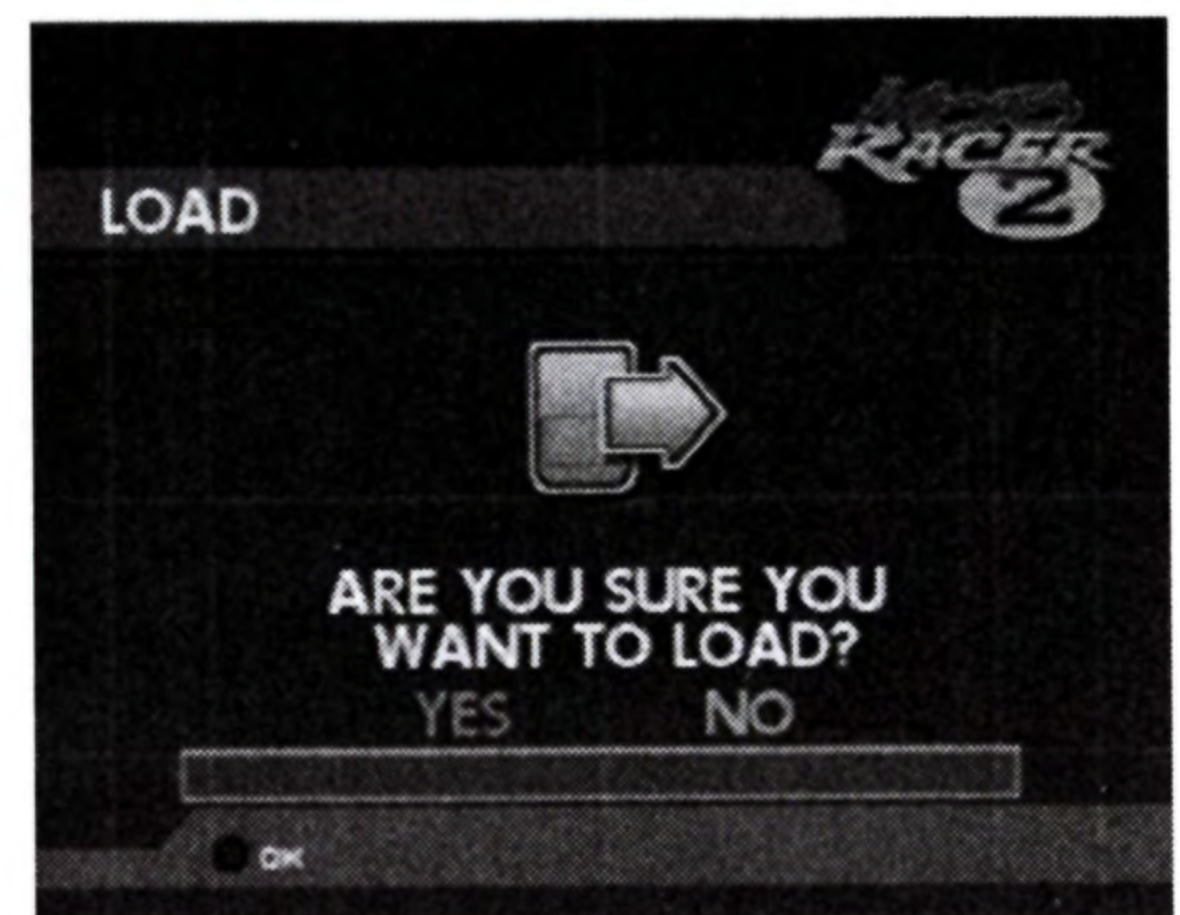 RACER
2
LOAD
ARE YOU SURE YOU
WANT TO LOAD?
YES NO
OK